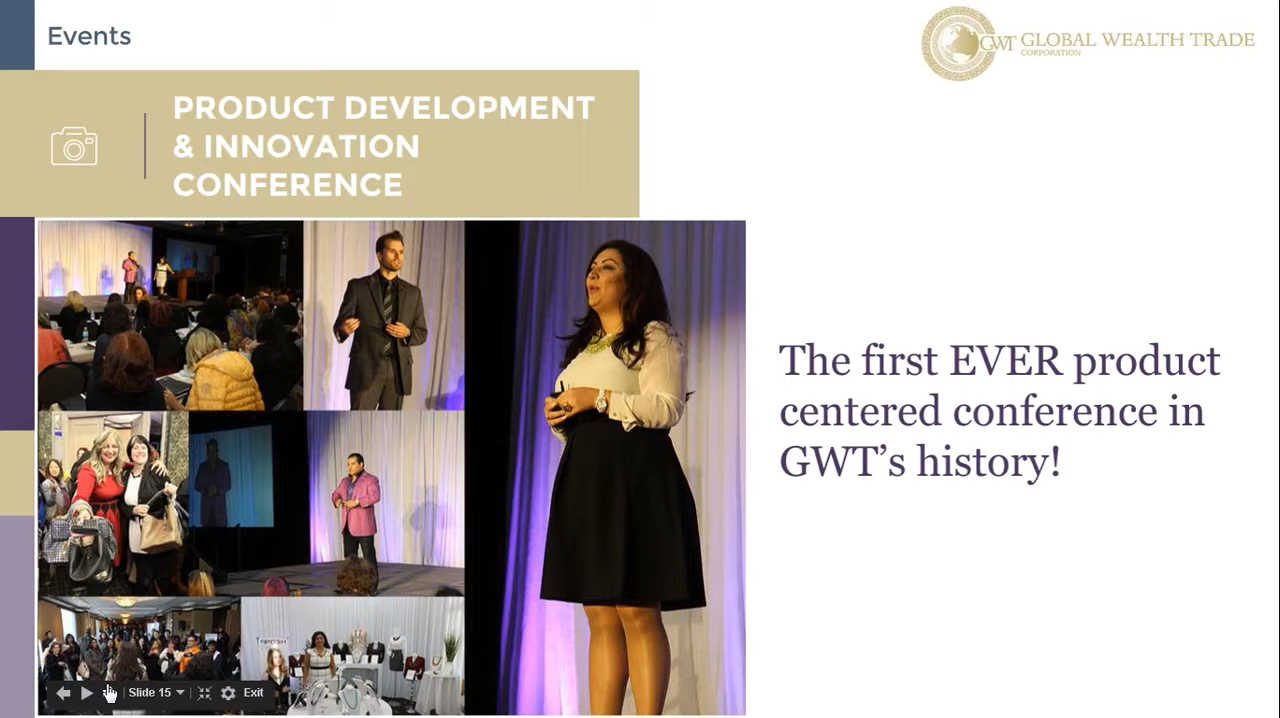 Events
GWT GLOBAL WEALTH TRADE
CORPORATION
PRODUCT DEVELOPMENT
& INNOVATION
CONFERENCE
The first EVER product
centered conference in
GWT’s history!
Slide 15
Exit